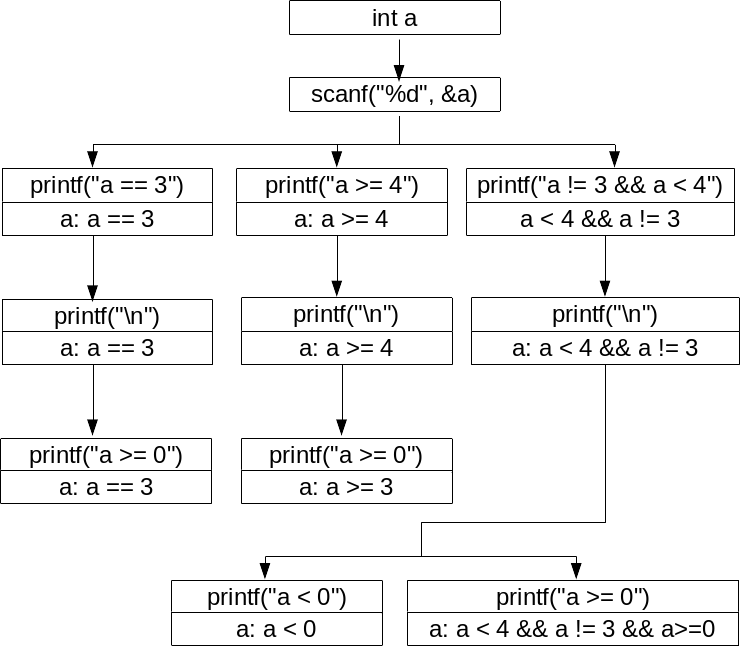 int a
scanf("%d", &a)
printf("a == 3")
a: a == 3
printf("a >= 4")
a: a >= 4
printf("a != 3 && a < 4")
a < 4 && a != 3
printf("\n")
a: a == 3
printf("\n")
a: a >= 4
printf("\n")
a: a < 4 && a != 3
printf("a >= 0")
a: a == 3
printf("a >= 0")
a: a >= 3
printf("a < 0")
a: a < 0
printf("a >= 0")
a: a < 4 && a != 3 && a>=0